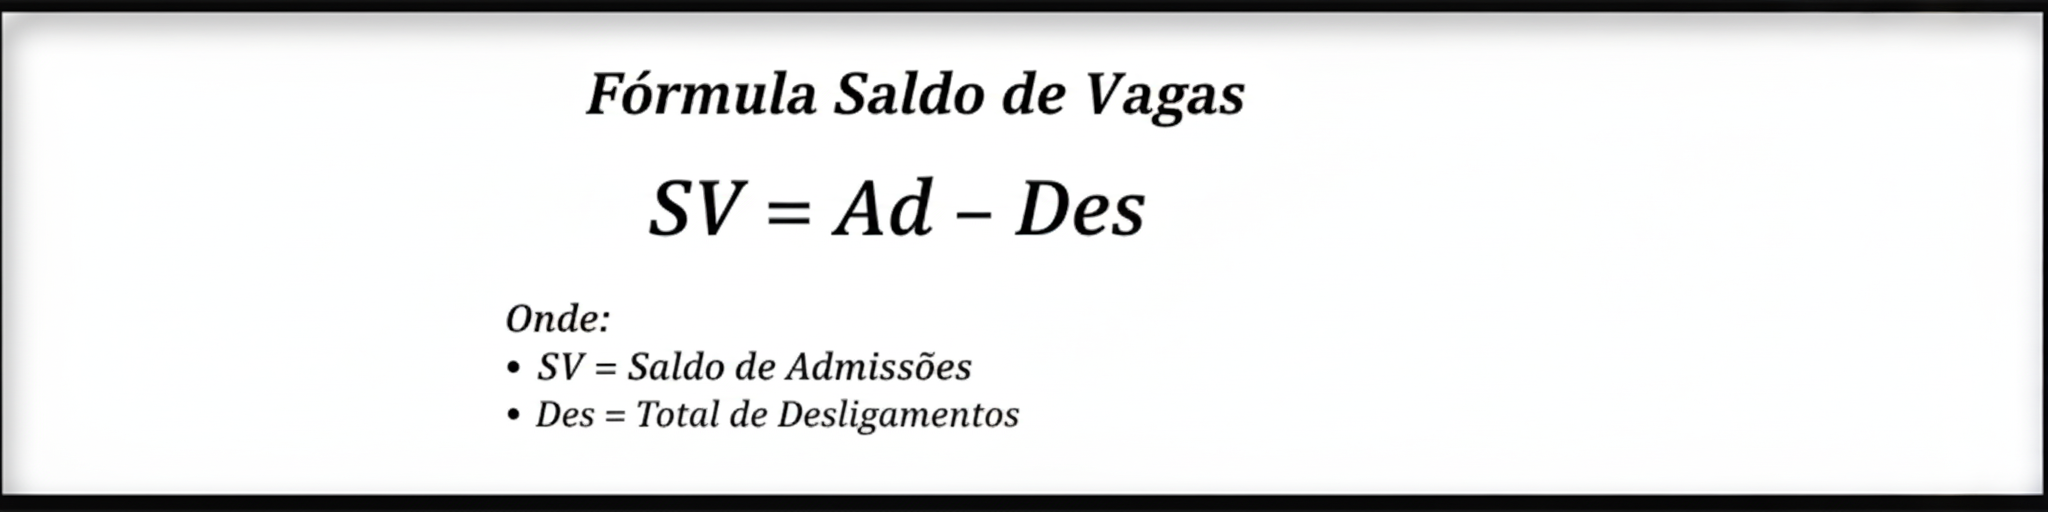 Fórmula Saldo de Vagas
SV = Ad – Des
Onde:
• SV = Saldo de Admissões
• Des = Total de Desligamentos